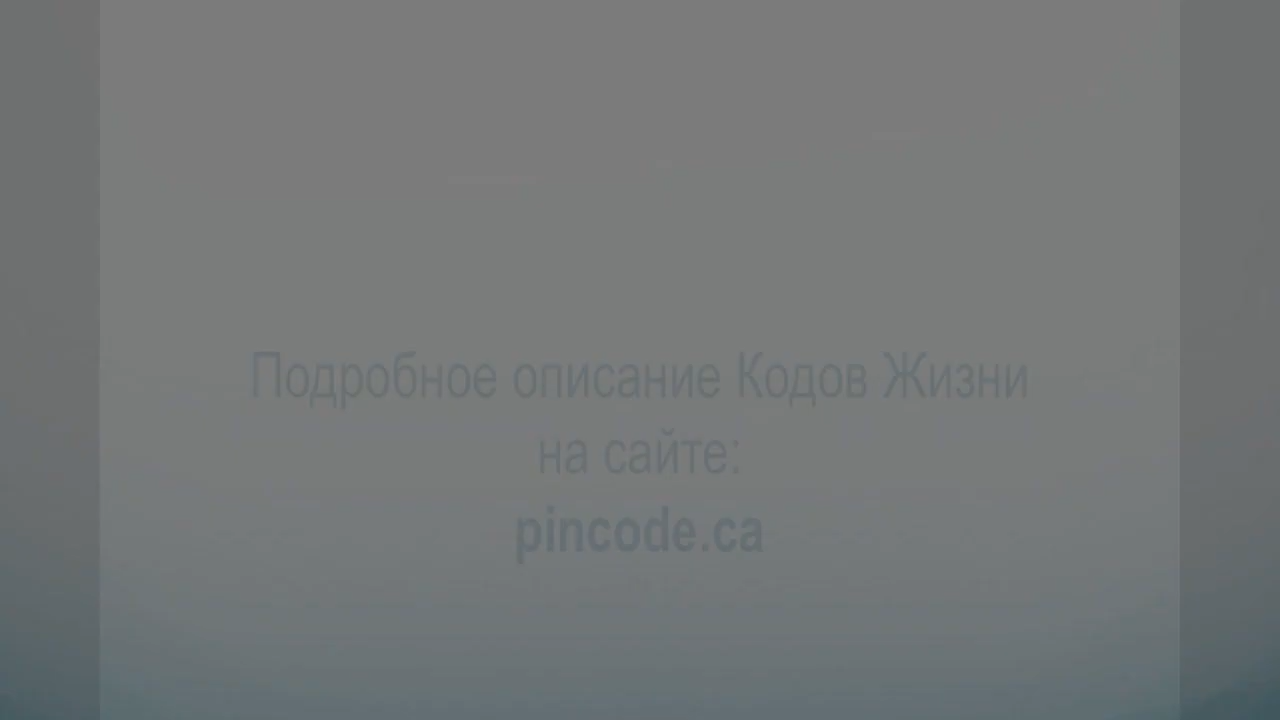 Подробное описание Кодов Жизни
на сайте:
pincode.ca